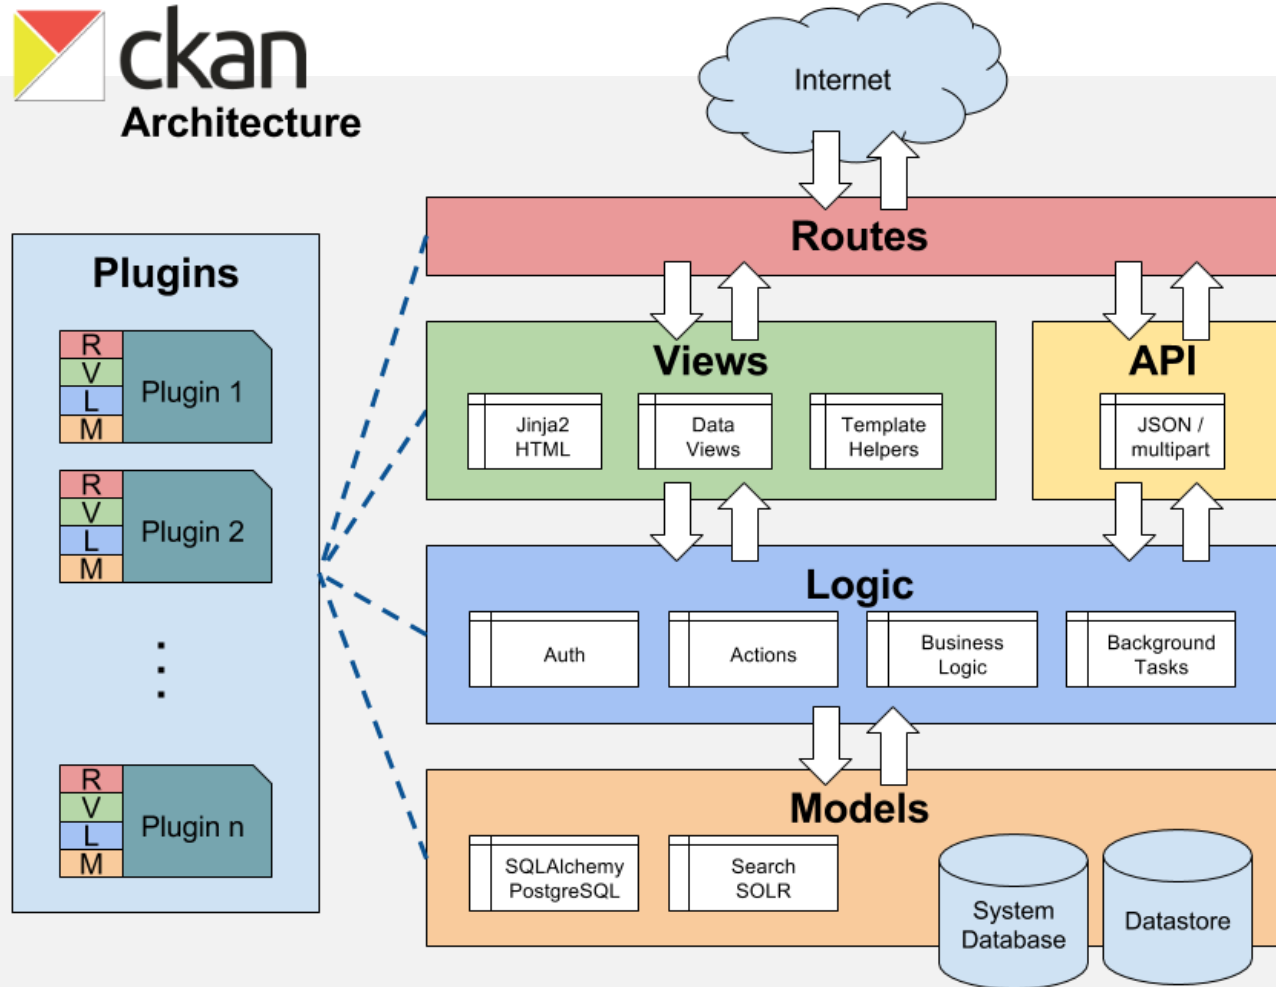 ckan
Architecture
Internet
Routes
Plugins
R
V
L
M
Plugin 1
R
V
L
M
Plugin 2
R
V
L
M
Plugin n
Views
Jinja2
HTML
Data
Views
Template
Helpers
API
JSON /
multipart
Logic
Auth
Actions
Business
Logic
Background
Tasks
Models
SQLAlchemy
PostgreSQL
Search
SOLR
System
Database
Datastore